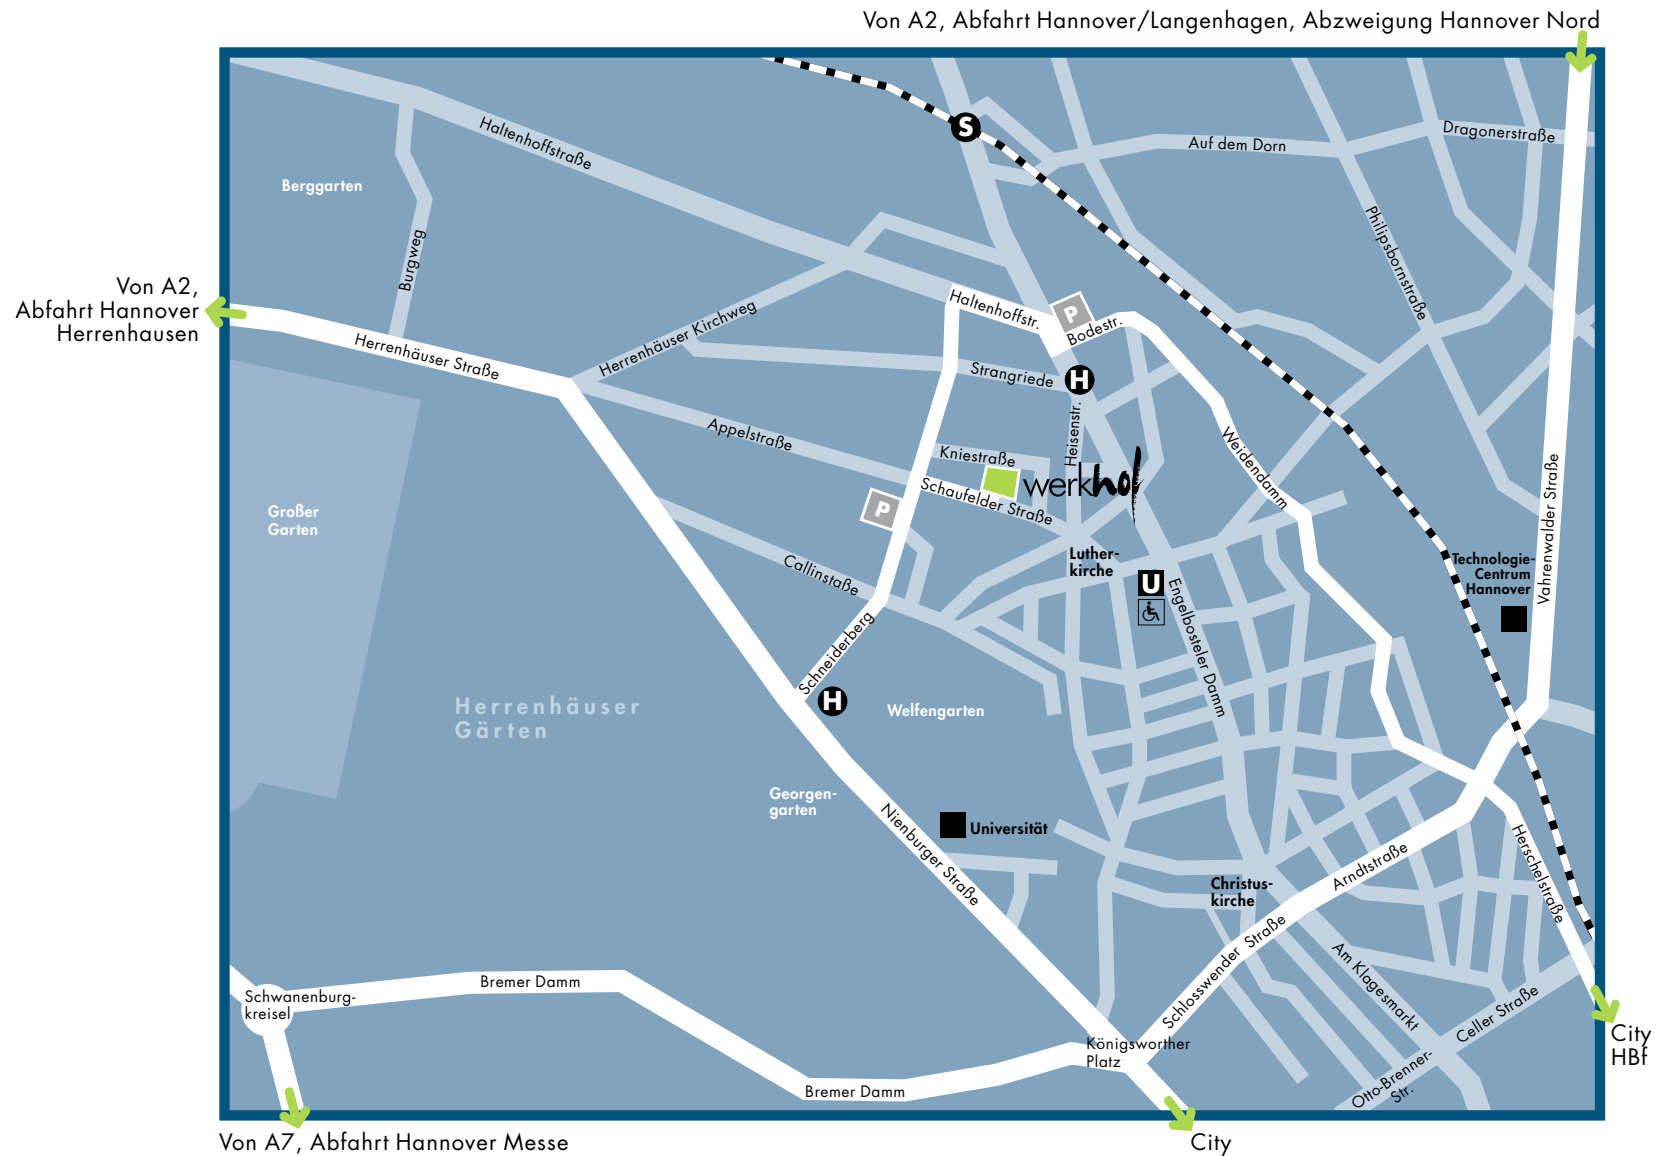 Von A2, Abfahrt Hannover/Langenhagen, Abzweigung Hannover Nord
S
Haltenhoffstraße
Auf dem Dorn
Dragonerstraße
Berggarten
Burgweg
Philipsbornstraße
Von A2,
Abfahrt Hannover
Herrenhausen
Herrenhäuser Straße
Herrenhäuser Kirchweg
Haltenhoffstr.
P
Bodestr.
Strangriede
H
Heisenstr.
Appelstraße
Kniestraße
werkhof
Schaufelder Straße
P
Weidendamm
Vahrenwalder Straße
Großer
Garten
Callinstaße
Luther-
kirche
U
Engelbosteler Damm
Technologie-
Centrum
Hannover
Schneiderberg
H
Welfengarten
Herrenhäuser
Gärten
Georgen-
garten
Nienburger Straße
Universität
Christus-
kirche
Arndtstraße
Herschelstraße
Schlosswender Straße
Am Klagesmarkt
Celler Straße
Otto-Brenner-
Str.
Schwanenburg-
kreisel
Bremer Damm
Bremer Damm
Königsworther
Platz
City
HBf
Von A7, Abfahrt Hannover Messe
City